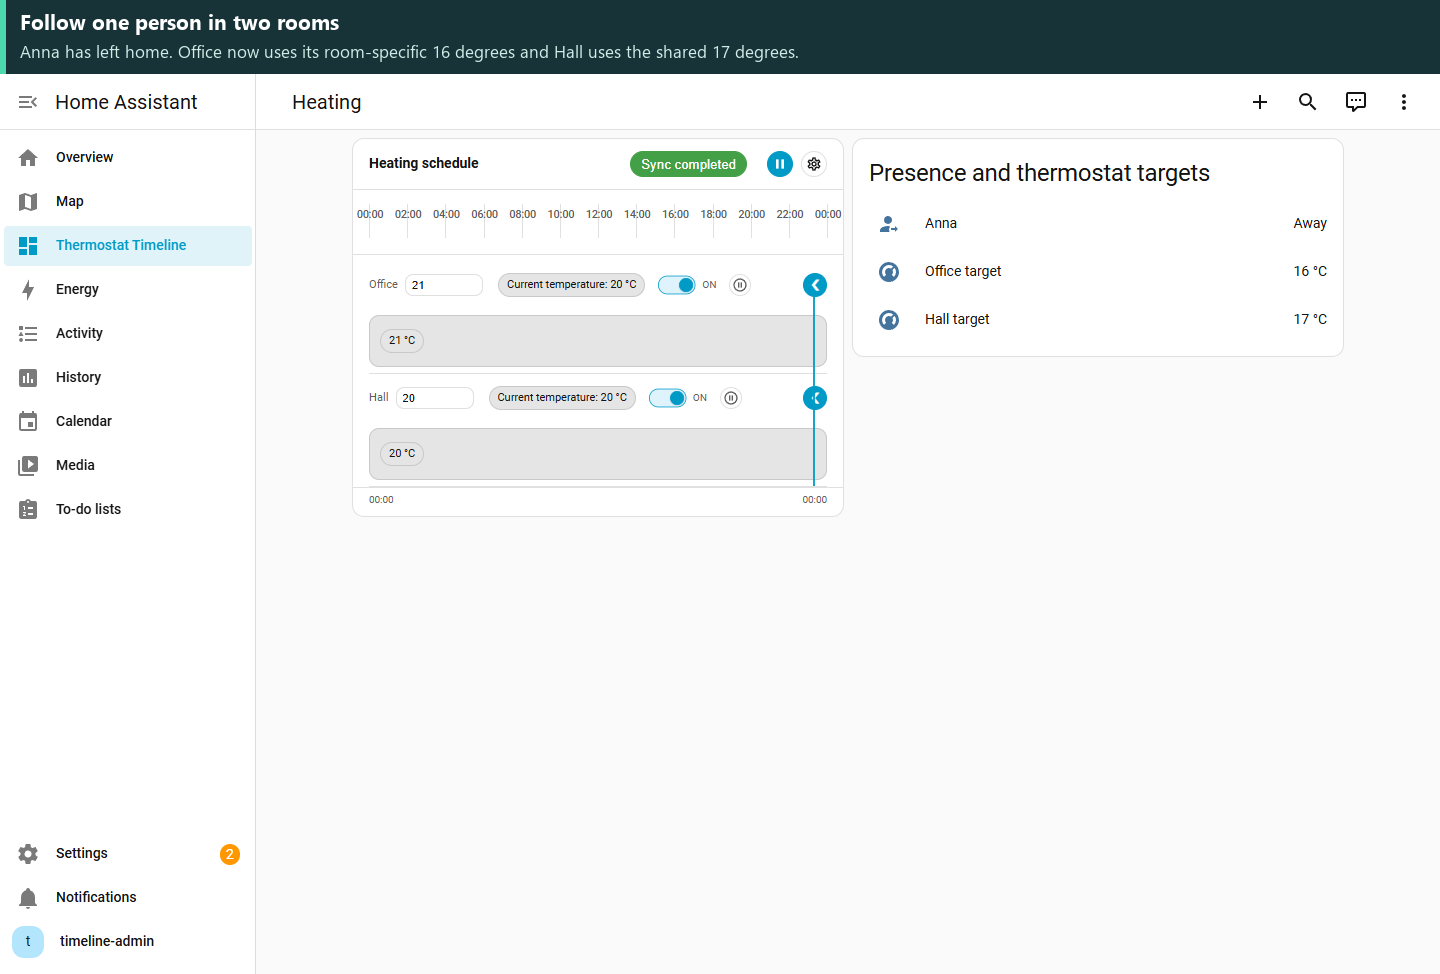 Follow one person in two rooms
Anna has left home. Office now uses its room-specific 16 degrees and Hall uses the shared 17 degrees.
Home Assistant
Heating
Overview
Map
Thermostat Timeline
Energy
Activity
History
Calendar
Media
To-do lists
Settings
2
Notifications
t
timeline-admin
Heating schedule
Sync completed
00:00 02:00 04:00 06:00 08:00 10:00 12:00 14:00 16:00 18:00 20:00 22:00 00:00
Office 21 Current temperature: 20 °C ON
21 °C
Hall 20 Current temperature: 20 °C ON
20 °C
00:00 00:00
Presence and thermostat targets
Anna Away
Office target 16 °C
Hall target 17 °C